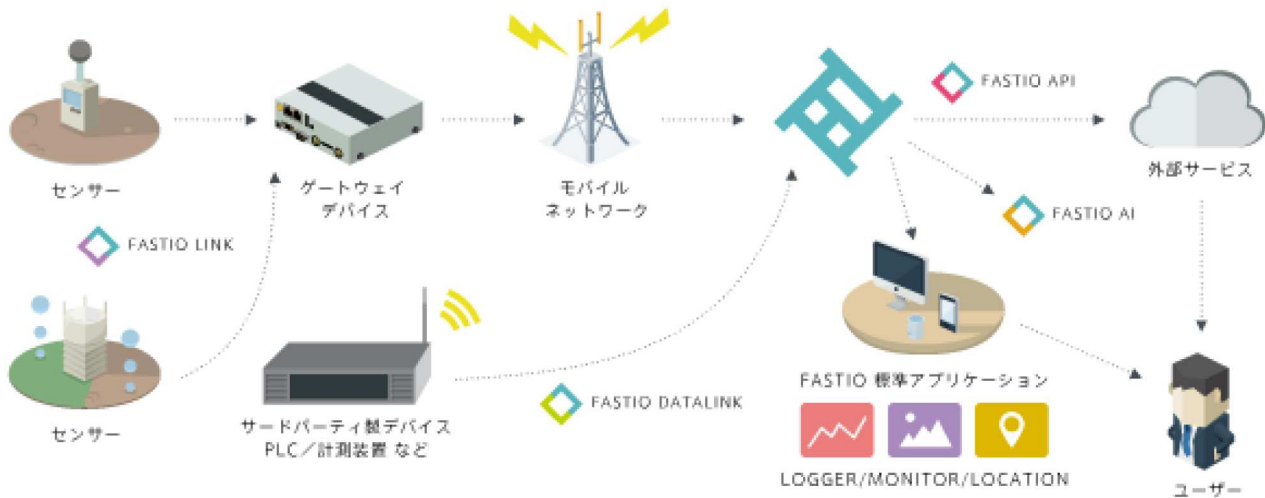 センサー
ゲートウェイ
デバイス
モバイル
ネットワーク
FASTIO API
外部サービス
FASTIO LINK
FASTIO AI
センサー
サードパーティ製デバイス
PLC／計測装置 など
FASTIO DATALINK
FASTIO 標準アプリケーション
LOGGER/MONITOR/LOCATION
ユーザー